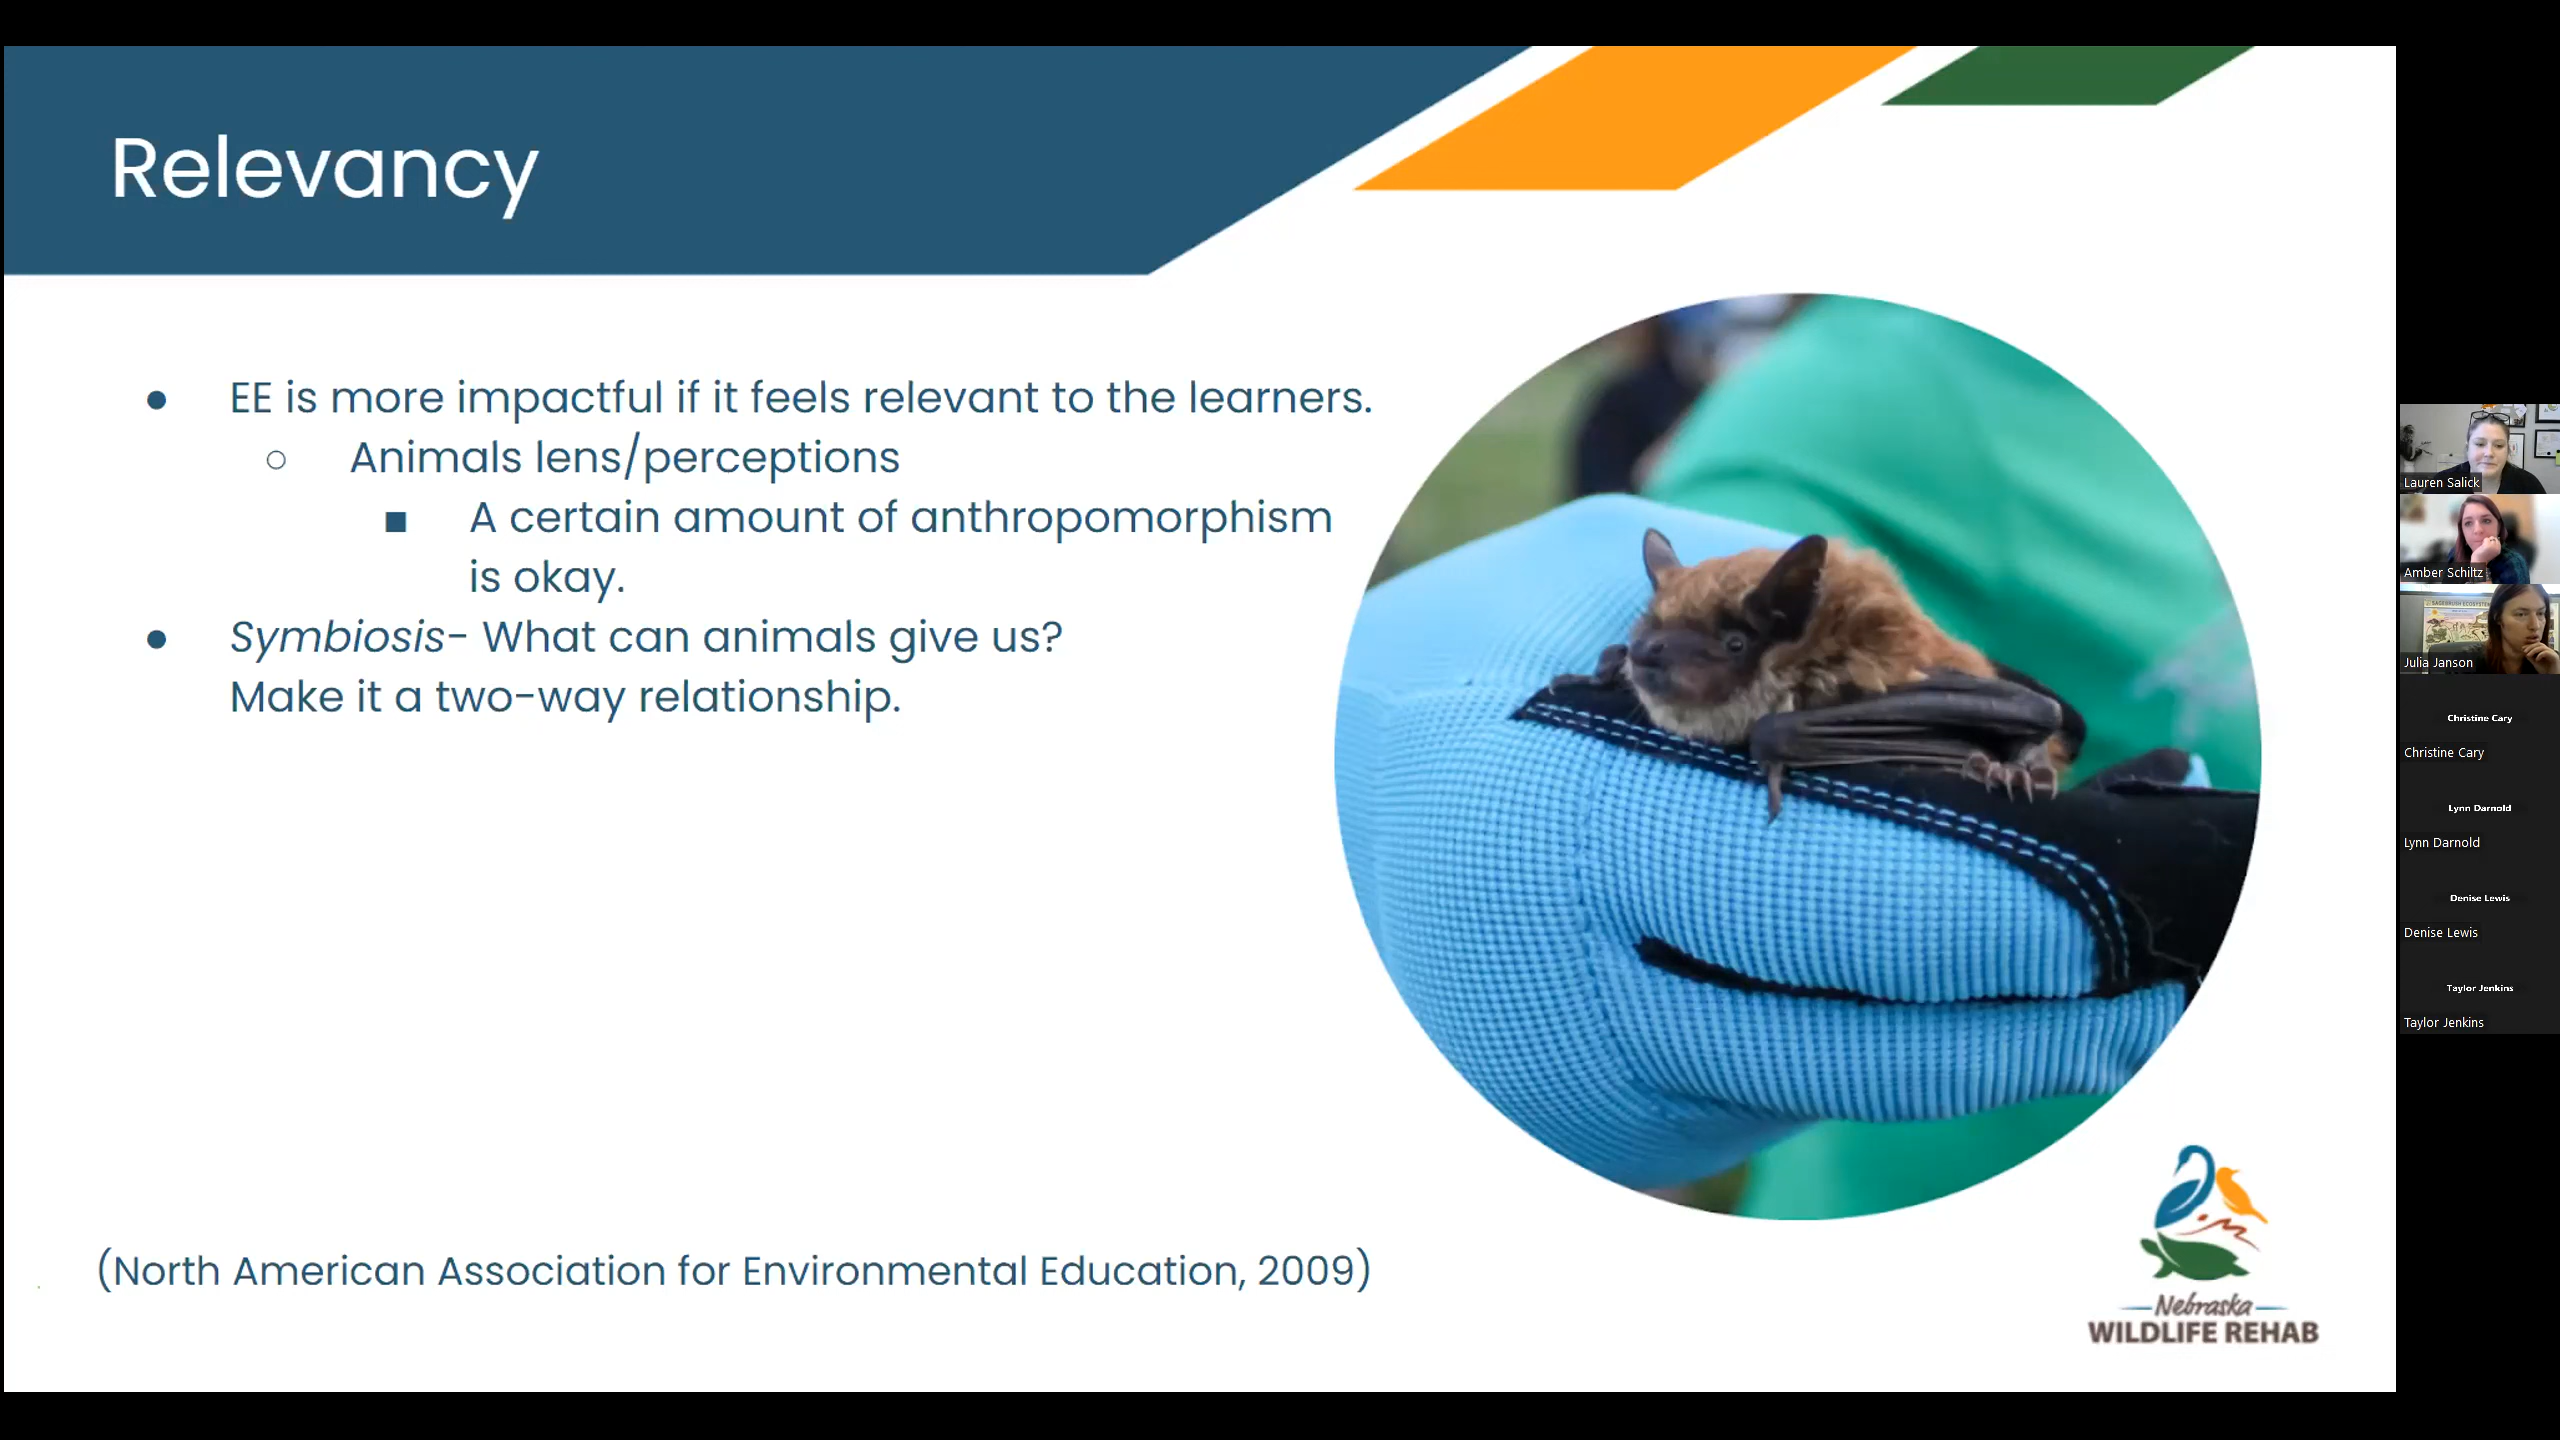 Relevancy
● EE is more impactful if it feels relevant to the learners.
○ Animals lens/perceptions
■ A certain amount of anthropomorphism
is okay.
● Symbiosis- What can animals give us?
Make it a two-way relationship.
(North American Association for Environmental Education, 2009)
Nebraska
WILDLIFE REHAB
Lauren Salick
Amber Schiltz
SAGEBRUSH ECOSYSTEM
Julia Janson
Christine Cary
Christine Cary
Lynn Darnold
Lynn Darnold
Denise Lewis
Denise Lewis
Taylor Jenkins
Taylor Jenkins